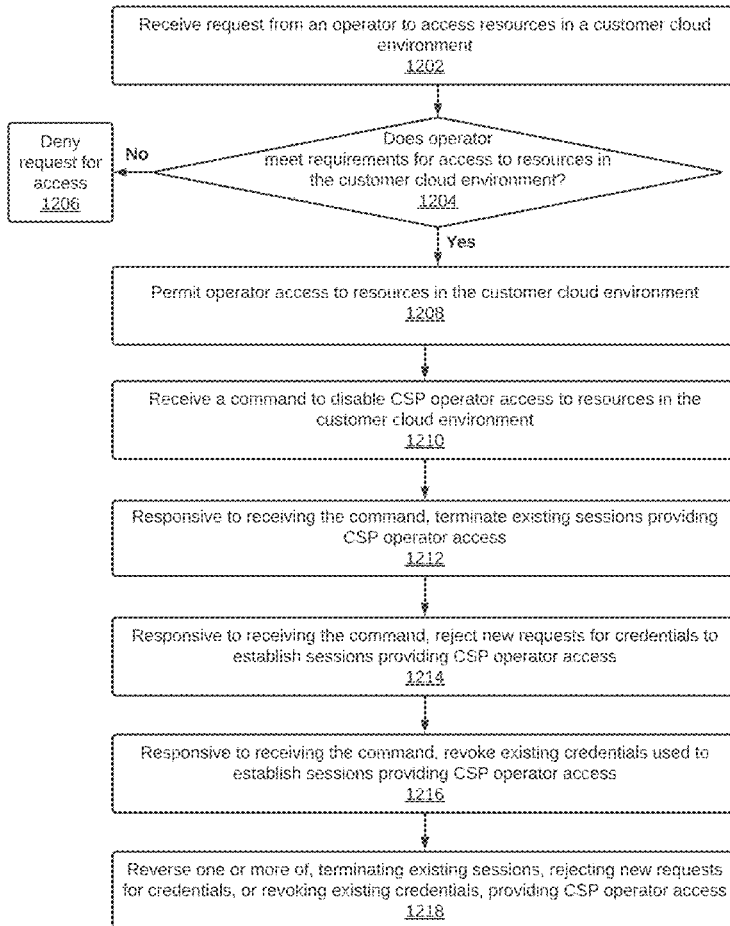 Receive request from an operator to access resources in a customer cloud
environment
1202
Does operator
meet requirements for access to resources in
the customer cloud environment?
1204
No
Deny
request for
access
1206
Yes
Permit operator access to resources in the customer cloud environment
1208
Receive a command to disable CSP operator access to resources in the
customer cloud environment
1210
Responsive to receiving the command, terminate existing sessions providing
CSP operator access
1212
Responsive to receiving the command, reject new requests for credentials to
establish sessions providing CSP operator access
1214
Responsive to receiving the command, revoke existing credentials used to
establish sessions providing CSP operator access
1216
Reverse one or more of, terminating existing sessions, rejecting new requests
for credentials, or revoking existing credentials, providing CSP operator access
1218